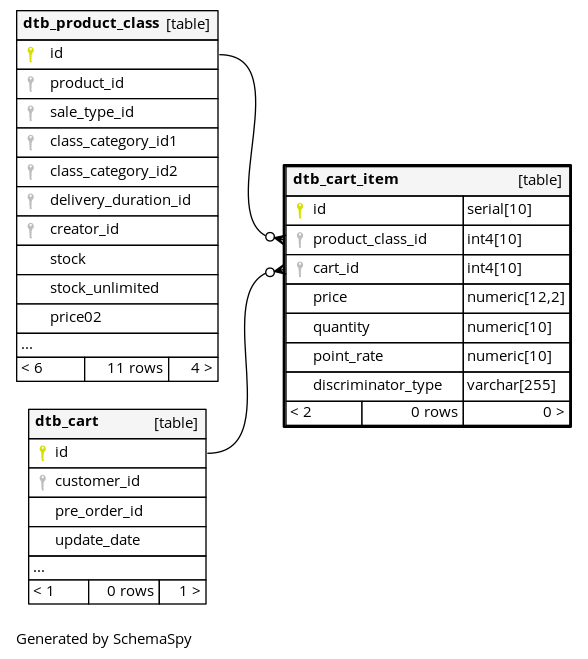 dtb_product_class [table]
id
product_id
sale_type_id
class_category_id1
class_category_id2
delivery_duration_id
creator_id
stock
stock_unlimited
price02
...
< 6 11 rows 4 >
dtb_cart_item [table]
id serial[10]
product_class_id int4[10]
cart_id int4[10]
price numeric[12,2]
quantity numeric[10]
point_rate numeric[10]
discriminator_type varchar[255]
< 2 0 rows 0 >
dtb_cart [table]
id
customer_id
pre_order_id
update_date
...
< 1 0 rows 1 >
Generated by SchemaSpy